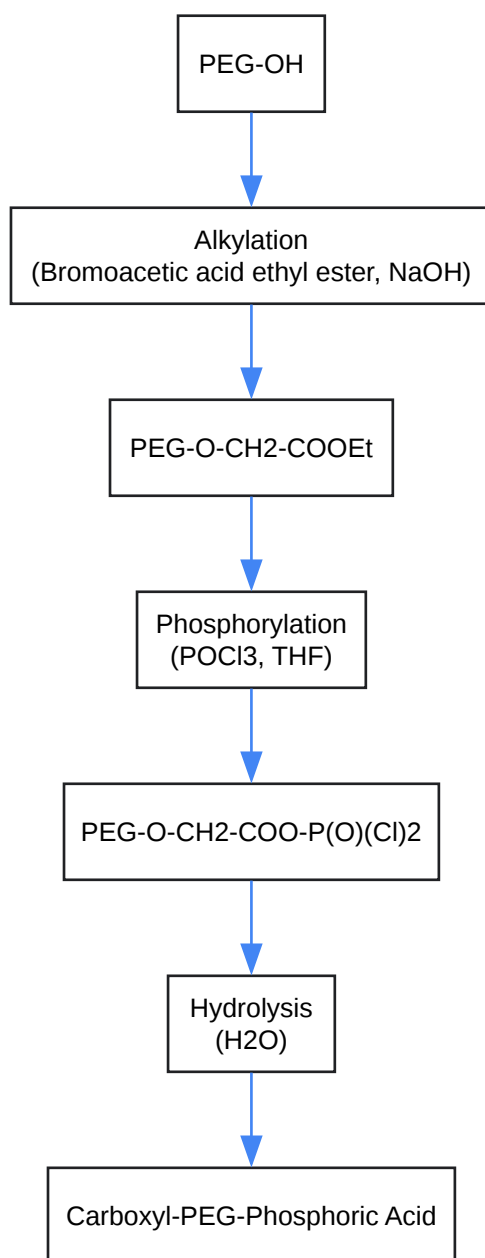 PEG-OH
Alkylation
(Bromoacetic acid ethyl ester, NaOH)
PEG-O-CH2-COOEt
Phosphorylation
(POCl3, THF)
PEG-O-CH2-COO-P(O)(Cl)2
Hydrolysis
(H2O)
Carboxyl-PEG-Phosphoric Acid